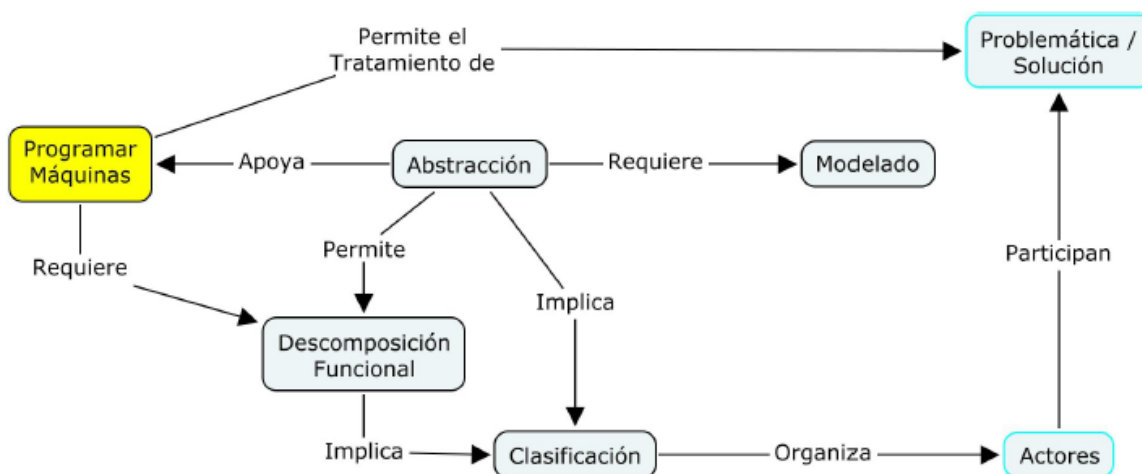 Permite el
Tratamiento de
Problemática /
Solución
Programar
Máquinas
Apoya
Abstracción
Requiere
Modelado
Permite
Requiere
Participan
Implica
Descomposición
Funcional
Implica
Clasificación
Organiza
Actores